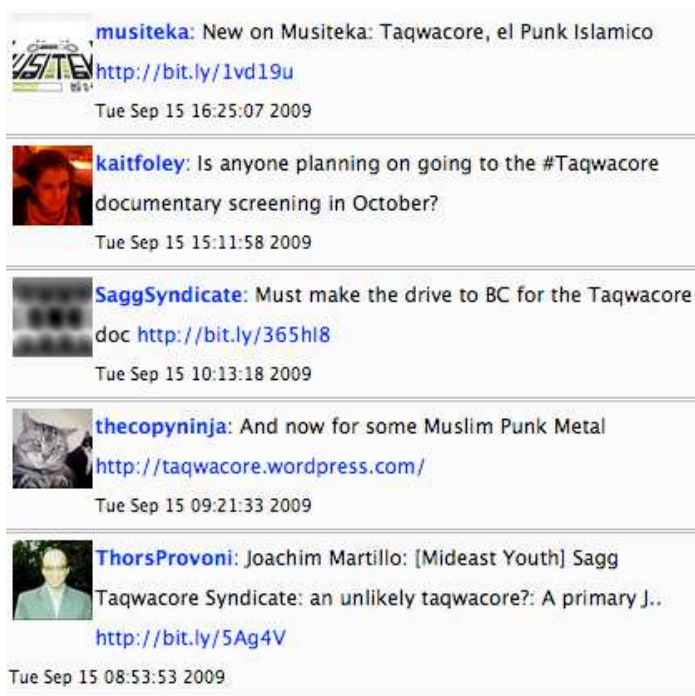 musiteka: New on Musiteka: Taqwacore, el Punk Islamico
http://bit.ly/1vd19u
Tue Sep 15 16:25:07 2009
kaitfoley: Is anyone planning on going to the #Taqwacore
documentary screening in October?
Tue Sep 15 15:11:58 2009
SaggSyndicate: Must make the drive to BC for the Taqwacore
doc http://bit.ly/365hl8
Tue Sep 15 10:13:18 2009
thecopyninja: And now for some Muslim Punk Metal
http://taqwacore.wordpress.com/
Tue Sep 15 09:21:33 2009
ThorsProvoni: Joachim Martillo: [Mideast Youth] Sagg
Taqwacore Syndicate: an unlikely taqwacore?: A primary J..
http://bit.ly/5Ag4V
Tue Sep 15 08:53:53 2009